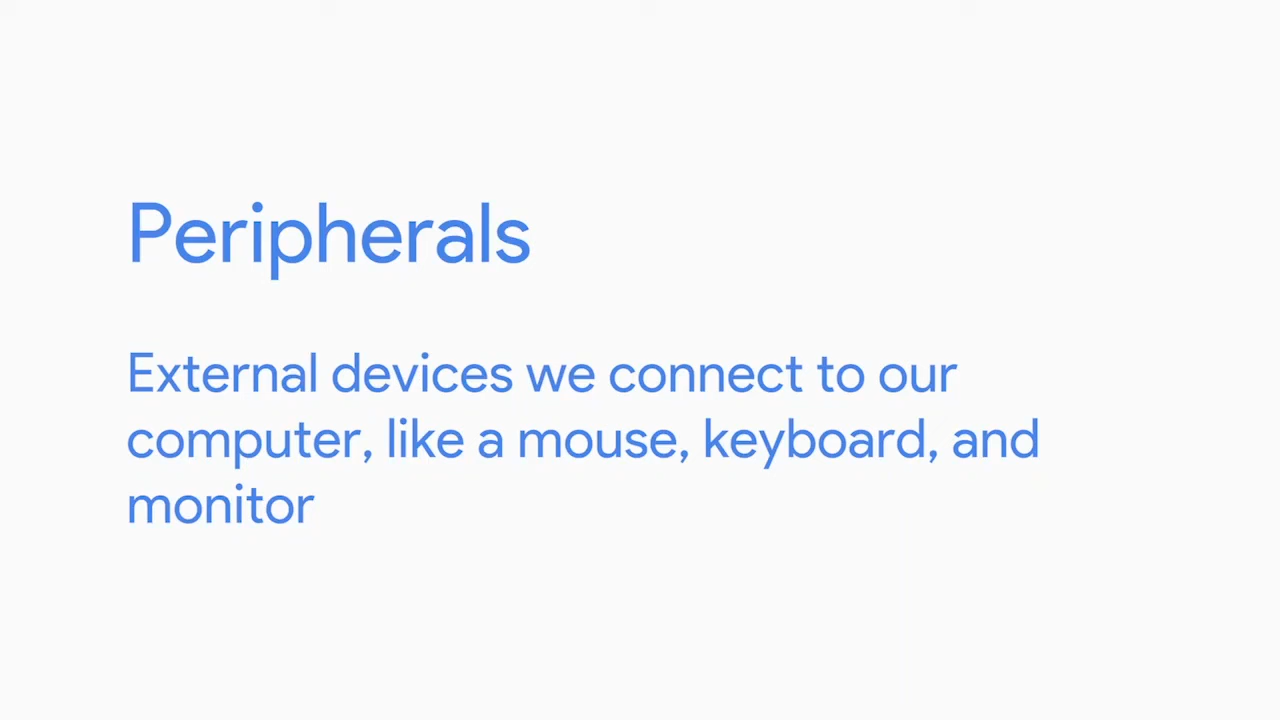 Peripherals
External devices we connect to our
computer, like a mouse, keyboard, and
monitor